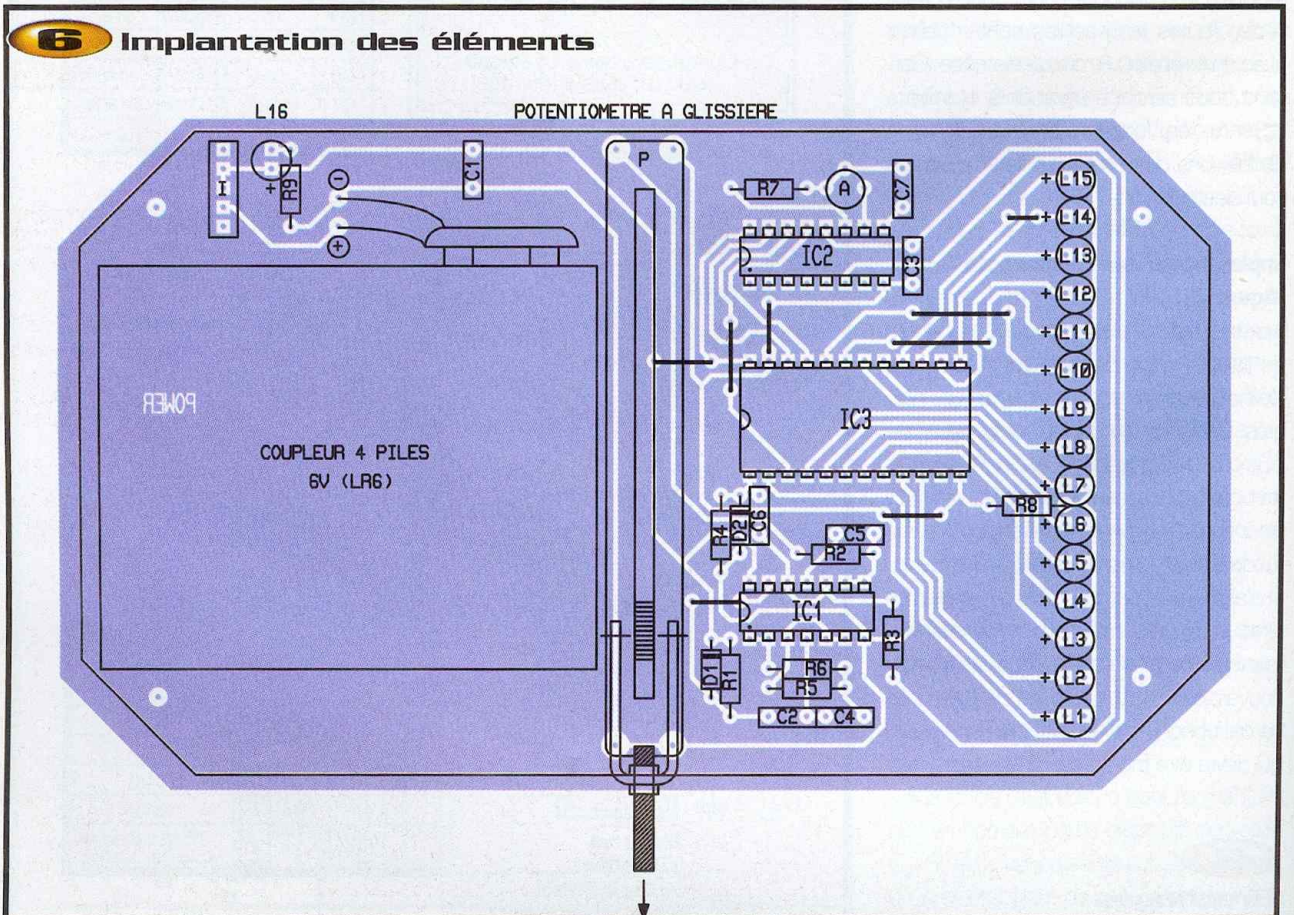 6 Implantation des éléments
L16
POTENTIOMETRE A GLISSIERE
P
I
+
R9
-
+
C1
R7
A
C7
IC2
C3
+ L15
+ L14
+ L13
+ L12
+ L11
+ L10
+ L9
+ L8
+ L7
+ L6
+ L5
+ L4
+ L3
+ L2
+ L1
POWER
COUPLEUR 4 PILES
6V (LR6)
IC3
R8
R4
D2
C6
C5
R2
IC1
R3
D1
R1
R6
R5
C2
C4